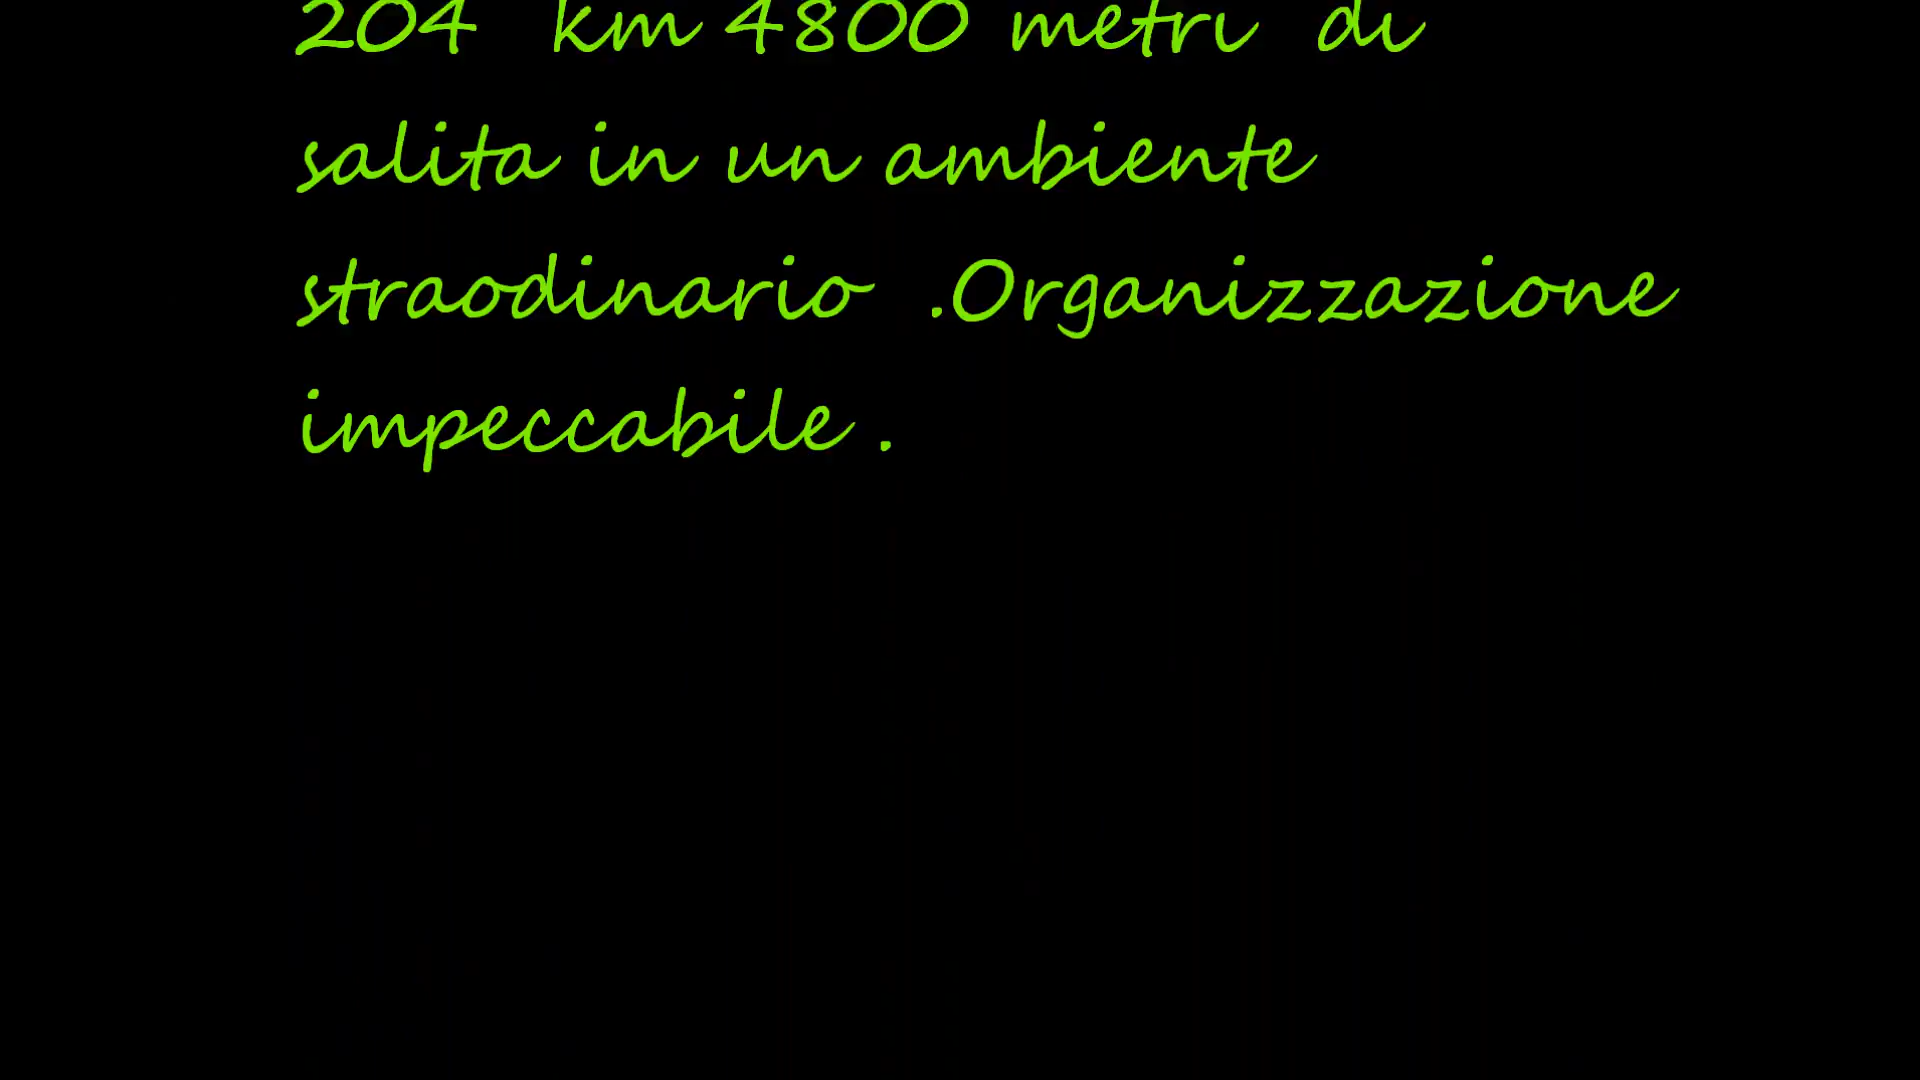 204 km 4800 metri di
salita in un ambiente
straodinario .Organizzazione
impeccabile .